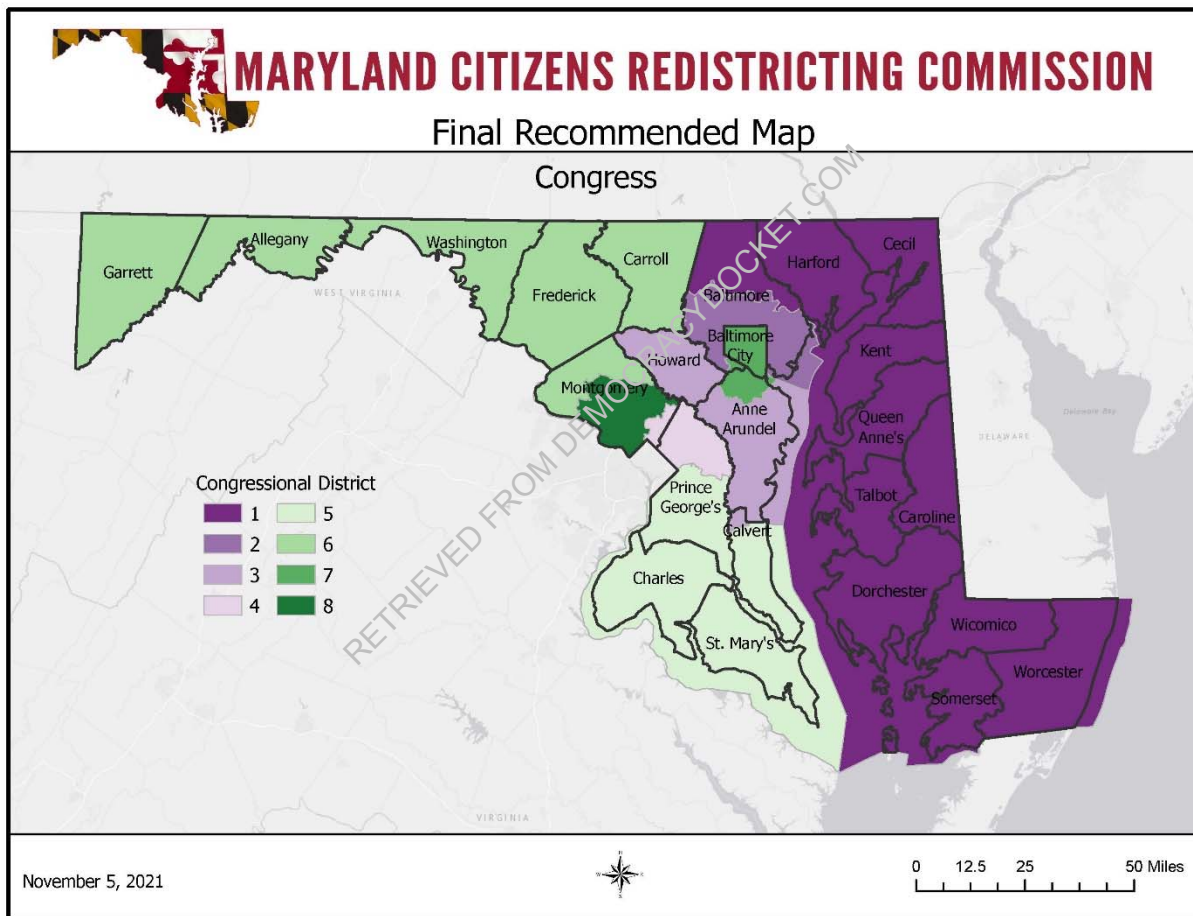 MARYLAND CITIZENS REDISTRICTING COMMISSION
Final Recommended Map
Congress
Garrett
Allegany
Washington
Frederick
Carroll
Baltimore
Harford
Cecil
WEST VIRGINIA
Baltimore
City
Howard
Kent
Montgomery
Anne
Arundel
Queen
Anne's
Delaware Bay
DELAWARE
Congressional District
1
5
2
6
3
7
4
8
Prince
George's
Talbot
Caroline
Calvert
Charles
Dorchester
St. Mary's
Wicomico
Worcester
Somerset
VIRGINIA
RETRIEVED FROM DEMOCRACYDOCKET.COM
November 5, 2021
N
W
E
S
0 12.5 25 50 Miles